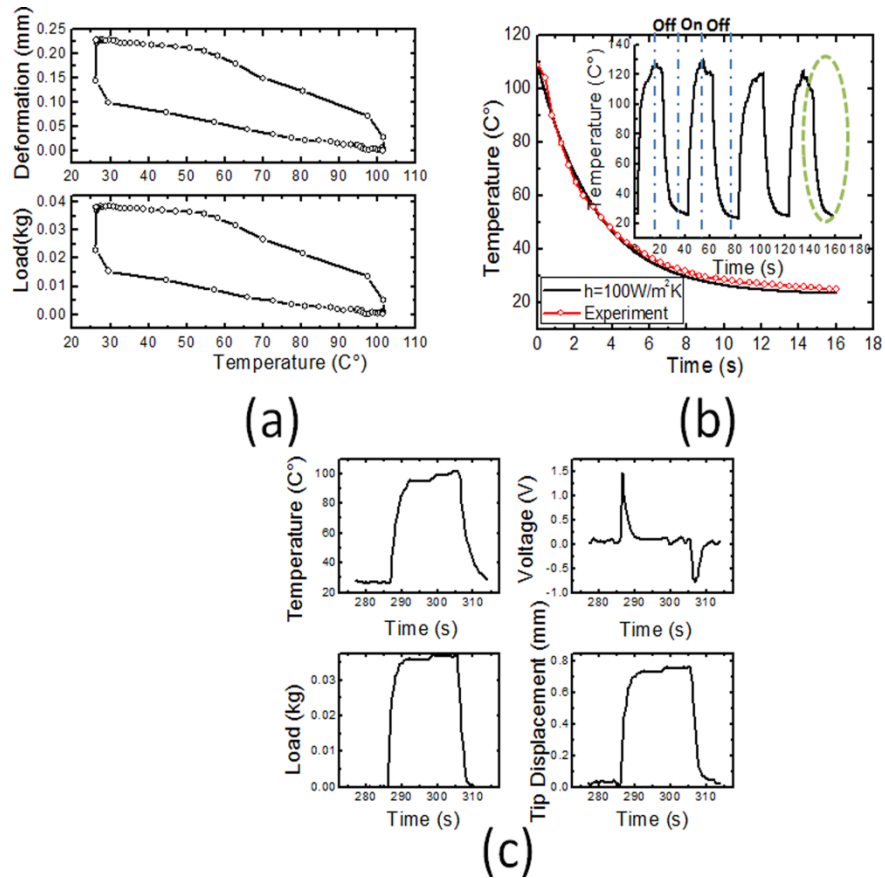 Deformation (mm)
0.25
0.20
0.15
0.10
0.05
0.00
20 30 40 50 60 70 80 90 100 110
Load(kg)
0.04
0.03
0.02
0.01
0.00
20 30 40 50 60 70 80 90 100 110
Temperature (C°)
(a)
Off On Off
Temperature (C°)
120
100
80
60
40
20
0 2 4 6 8 10 12 14 16 18
Time (s)
Temperature (C°)
140
120
100
80
60
40
20
20 40 60 80 100 120 140 160 180
Time (s)
h=100W/m²K
Experiment
(b)
Temperature (C°)
100
80
60
40
20
280 290 300 310
Time (s)
Voltage (V)
1.5
1.0
0.5
0.0
-0.5
-1.0
280 290 300 310
Time (s)
Load (kg)
0.03
0.02
0.01
0.00
280 290 300 310
Time (s)
Tip Displacement (mm)
0.8
0.6
0.4
0.2
0.0
280 290 300 310
Time (s)
(c)